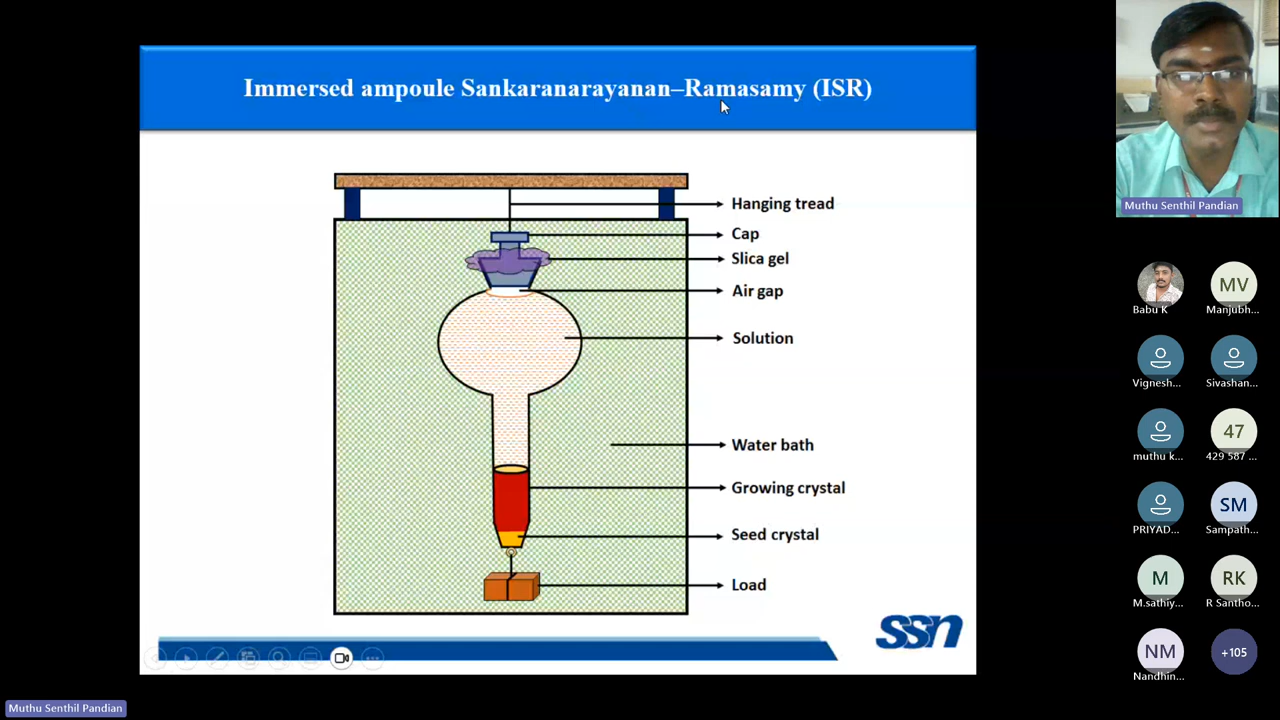 Immersed ampoule Sankaranarayanan–Ramasamy (ISR)
Hanging tread
Cap
Slica gel
Air gap
Solution
Water bath
Growing crystal
Seed crystal
Load
ssn
Muthu Senthil Pandian
Babu K
MV
Manjubh...
Vignesh...
Sivashan...
muthu k...
47
429 587 ...
PRIYAD...
SM
Sampath...
M
M.sathiy...
RK
R Santho...
NM
Nandhin...
+105
Muthu Senthil Pandian